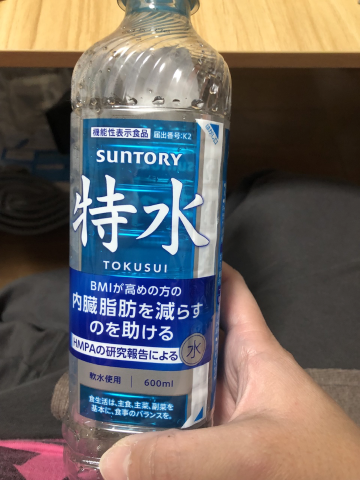 機能性表示食品 届出番号:K2
SUNTORY
特水
TOKUSUI
BMIが高めの方の
内臓脂肪を減らす
のを助ける
HMPAの研究報告による
水
軟水使用 600ml
食生活は、主食、主菜、副菜を
基本に、食事のバランスを。